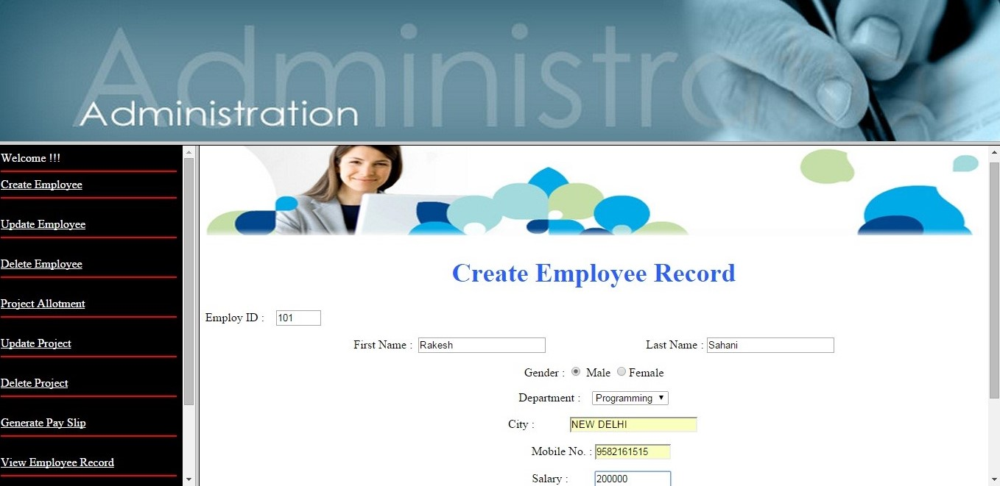 Administra
Administration
Welcome !!!
Create Employee
Update Employee
Delete Employee
Project Allotment
Update Project
Delete Project
Generate Pay Slip
View Employee Record
Create Employee Record
Employ ID : 101
First Name : Rakesh Last Name : Sahani
Gender : Male Female
Department : Programming
City : NEW DELHI
Mobile No. : 9582161515
Salary : 200000